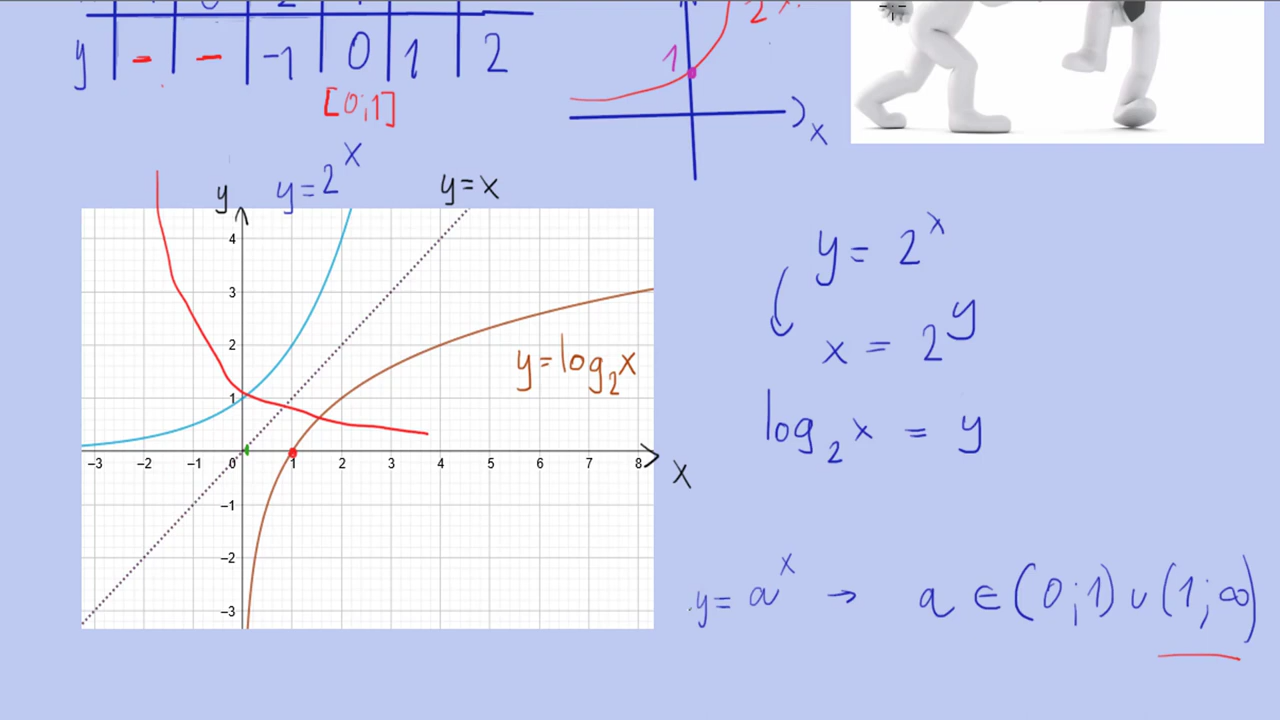 y - - -1 0 1 2
[0;1]
1
x
y y=2^x y=x
4
3
2
1
-3 -2 -1 0 1 2 3 4 5 6 7 8
x
-1
-2
-3
y=log₂x
y = 2^x
x = 2^y
log₂ x = y
y = a^x → a ∈ (0;1) ∪ (1;∞)